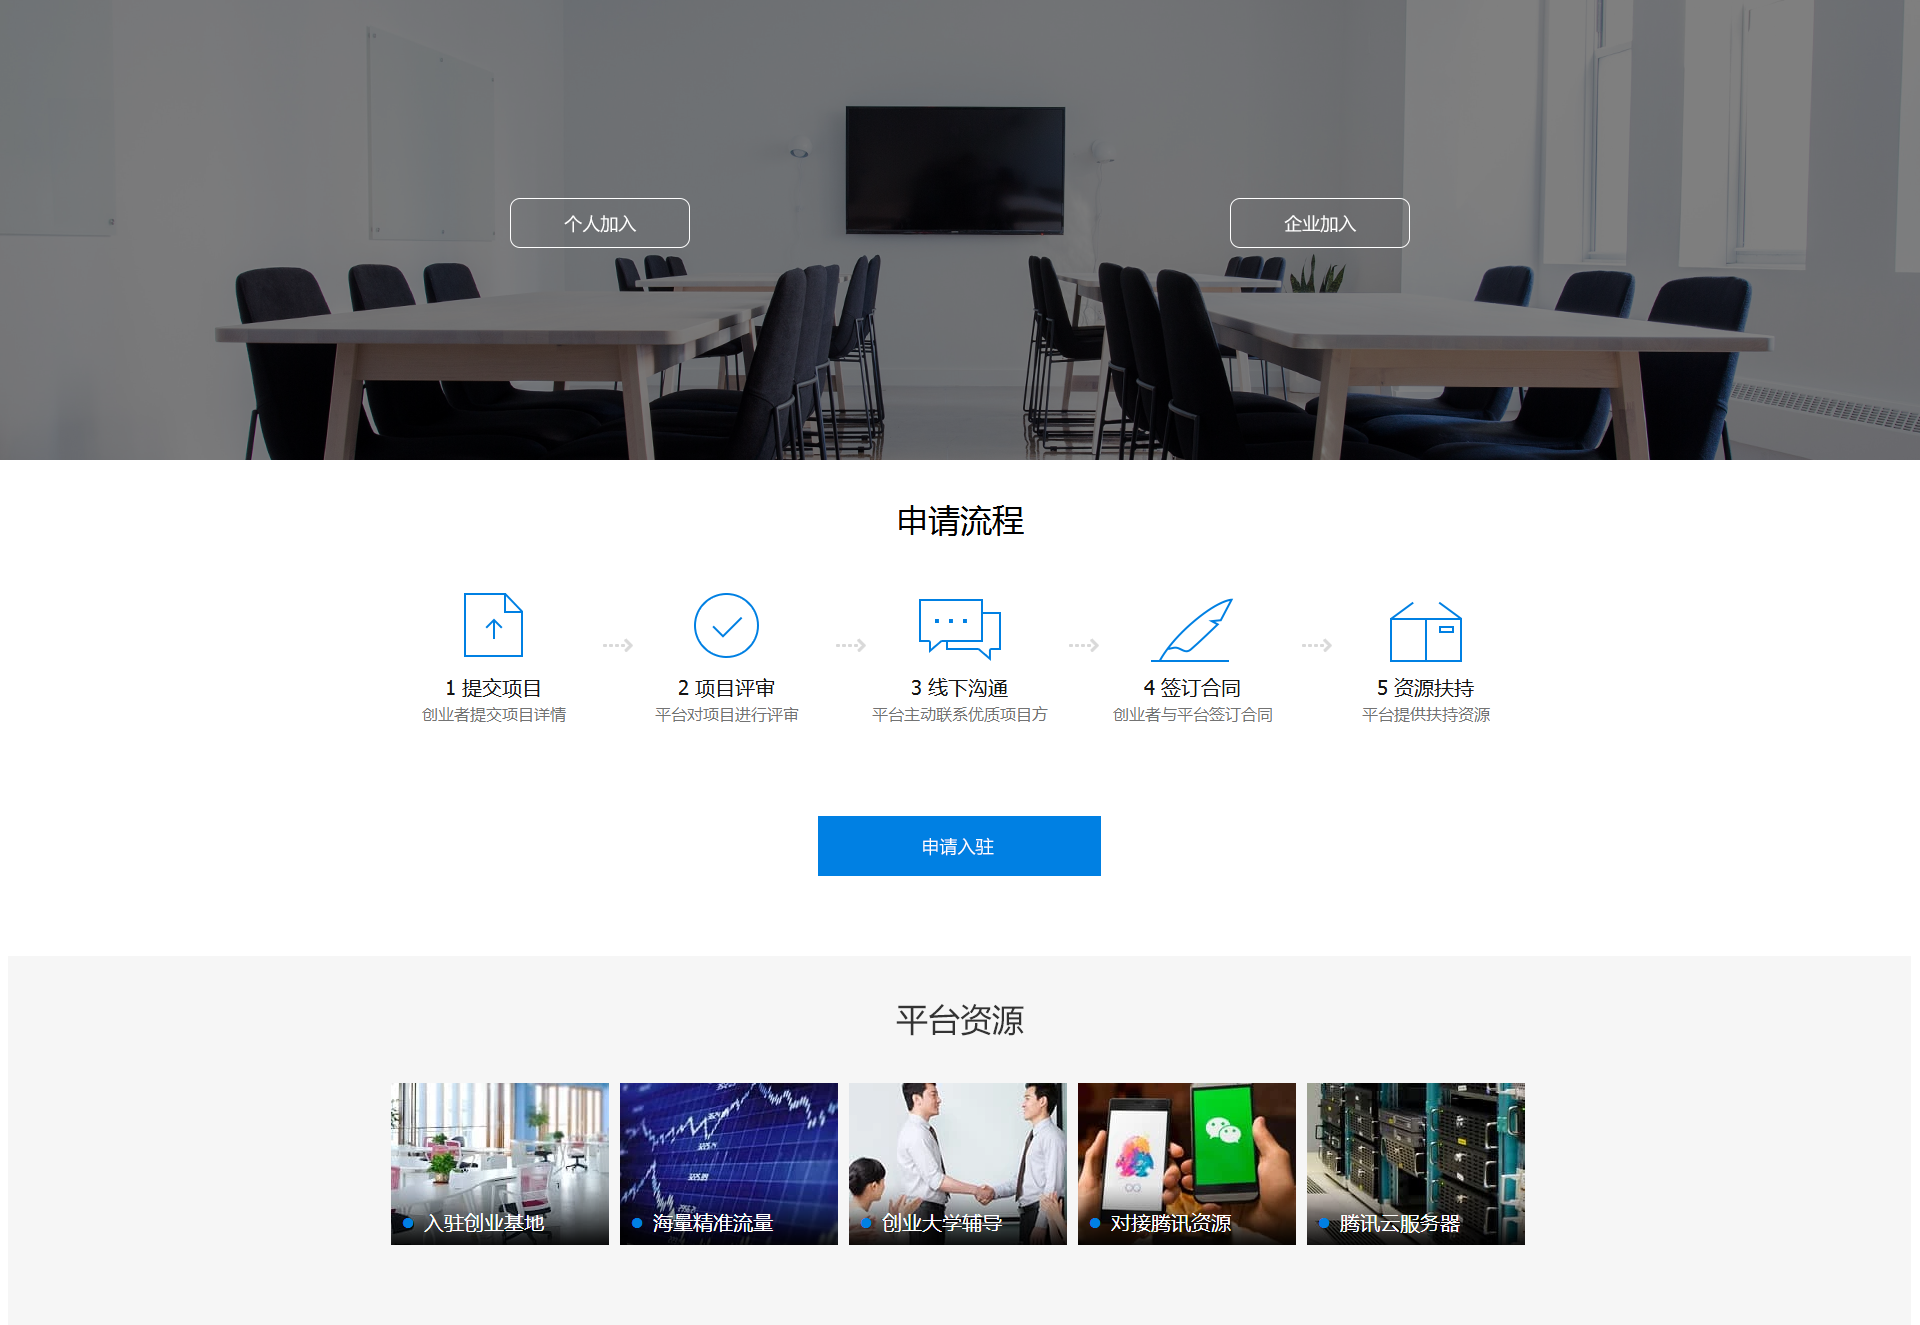 个人加入
企业加入
申请流程
1 提交项目
创业者提交项目详情
2 项目评审
平台对项目进行评审
3 线下沟通
平台主动联系优质项目方
4 签订合同
创业者与平台签订合同
5 资源扶持
平台提供扶持资源
申请入驻
平台资源
入驻创业基地
海量精准流量
创业大学辅导
对接腾讯资源
腾讯云服务器